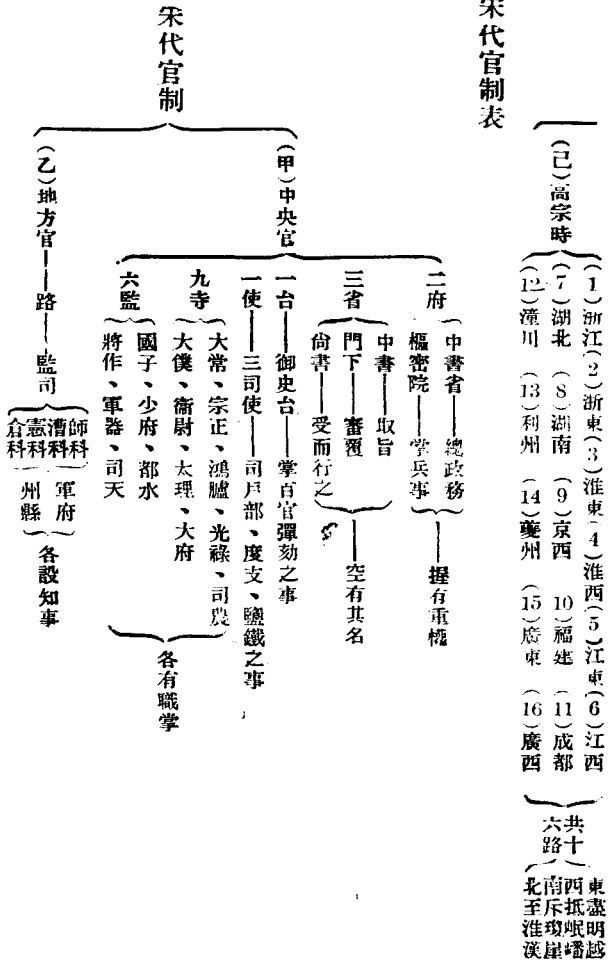 (己)高宗時
(1)浙江(2)浙東(3)淮東(4)淮西(5)江東(6)江西
(7)湖北(8)湖南(9)京西 10)福建(11)成都
(12)潼川(13)利州(14)夔州(15)廣東(16)廣西
共十
六路
東盡明越
西抵岷嶓
南斥瓊崖
北至淮漢
宋代官制表
宋代官制
(甲)中央官
二府
中書省——總政務
樞密院——掌兵事
握有重權
三省
中書——取旨
門下——審覆
尚書——受而行之
空有其名
一台——御史台——掌百官彈劾之事
一使——三司使——司戶部、度支、鹽鐵之事
九寺
大常、宗正、鴻臚、光祿、司農
大僕、衛尉、太理、大府
六監
國子、少府、都水
將作、軍器、司天
各有職掌
(乙)地方官——路——監司
師科
漕科
憲科
倉科
軍府
州縣
各設知事